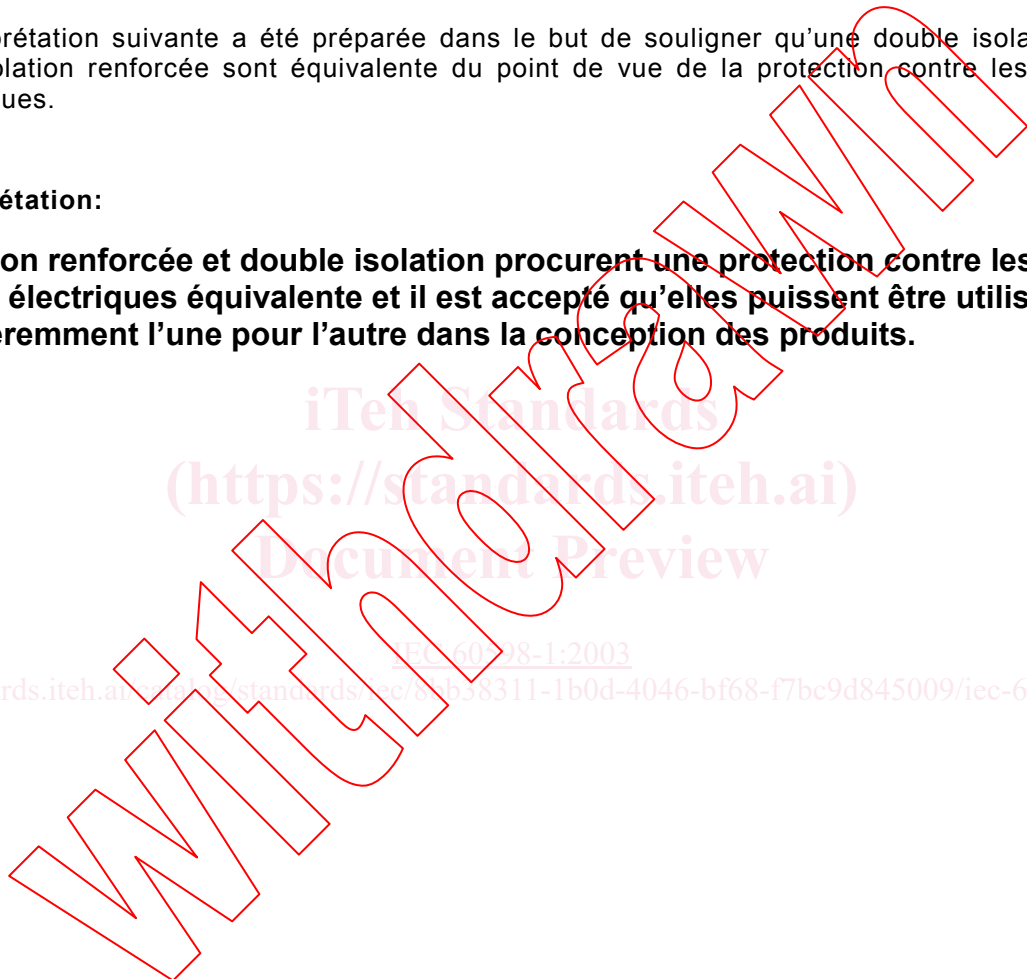 prétation suivante a été préparée dans le but de souligner qu'une double isola
olation renforcée sont équivalente du point de vue de la protection contre les
ues.
étation:
on renforcée et double isolation procurent une protection contre les
électriques équivalente et il est accepté qu'elles puissent être utilis
éremment l'une pour l'autre dans la conception des produits.
iTeh Standards
(https://standards.iteh.ai)
Document Preview
IEC 60598-1:2003
rds.iteh.ai/catalog/standards/iec/8bb38311-1b0d-4046-bf68-f7bc9d845009/iec-6
withdrawn